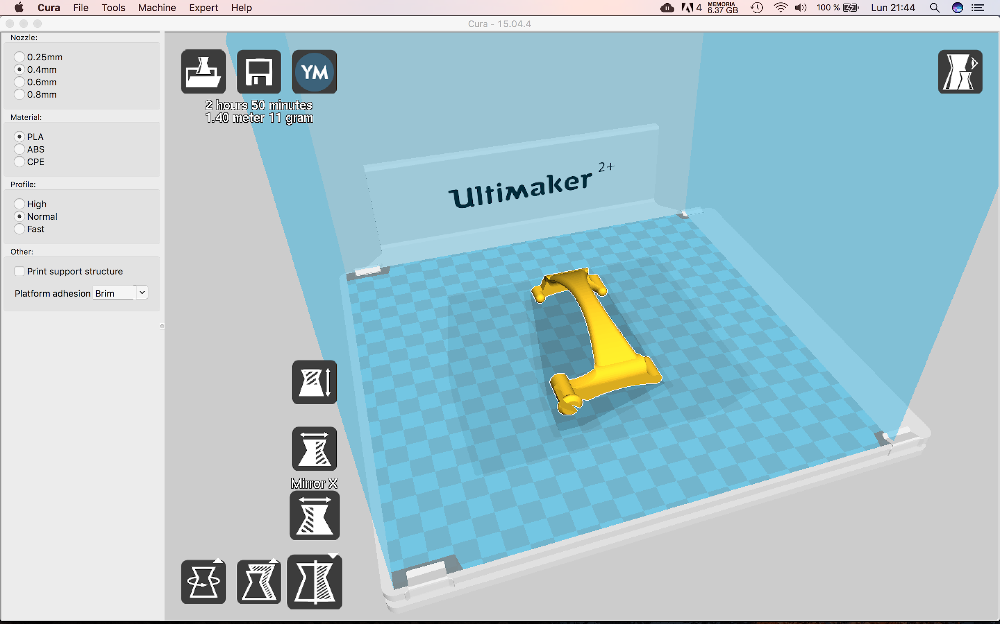 Cura File Tools Machine Expert Help 4 MEMORIA 6.37 GB 100 % Lun 21:44
Cura - 15.04.4
Nozzle:
0.25mm
0.4mm
0.6mm
0.8mm
Material:
PLA
ABS
CPE
Profile:
High
Normal
Fast
Other:
Print support structure
Platform adhesion Brim
YM
2 hours 50 minutes
1.40 meter 11 gram
Ultimaker 2+
Mirror X